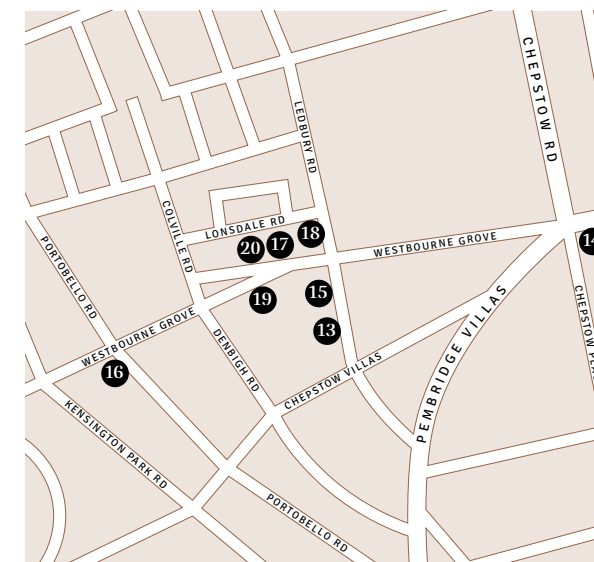 CHEPSTOW RD
LEDBURY RD
COLVILLE RD
LONSDALE RD
PORTOBELLO RD
18
17
20
WESTBOURNE GROVE
14
15
19
CHEPSTOW
13
WESTBOURNE GROVE
PEMBRIDGE VILLAS
DENBIGH RD
16
CHEPSTOW VILLAS
KENSINGTON PARK RD
PORTOBELLO RD